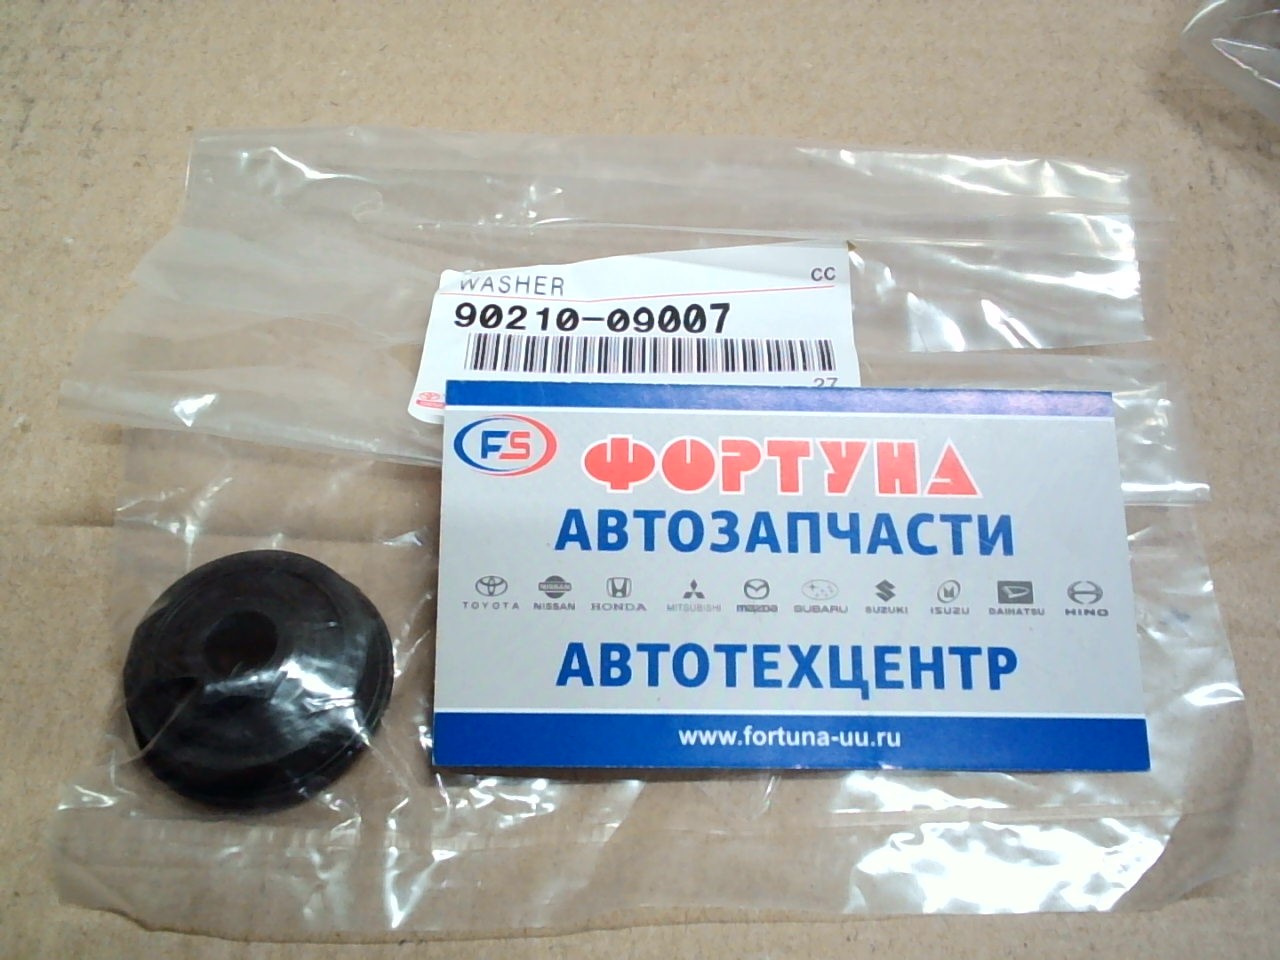 WASHER
CC
90210-09007
27
FS
ФОРТУНА
АВТОЗАПЧАСТИ
TOYOTA NISSAN HONDA MITSUBISHI mazda SUBARU SUZUKI ISUZU DAIHATSU HINO
АВТОТЕХЦЕНТР
www.fortuna-uu.ru